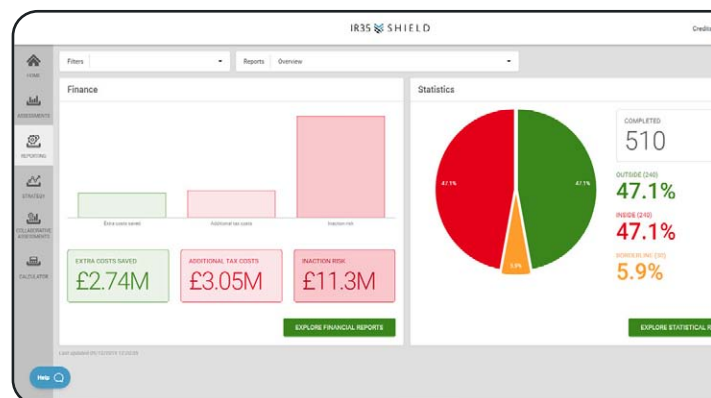 IR35 SHIELD
Credits
Filters
Reports Overview
HOME
ASSESSMENTS
REPORTING
STRATEGY
COLLABORATIVE
ASSESSMENTS
CALCULATOR
Finance
Extra costs saved
Additional tax costs
Inaction risk
EXTRA COSTS SAVED
£2.74M
ADDITIONAL TAX COSTS
£3.05M
INACTION RISK
£11.3M
EXPLORE FINANCIAL REPORTS
Statistics
47.1%
47.1%
5.9%
COMPLETED
510
OUTSIDE (240)
47.1%
INSIDE (240)
47.1%
BORDERLINE (30)
5.9%
EXPLORE STATISTICAL R
Last updated
Help